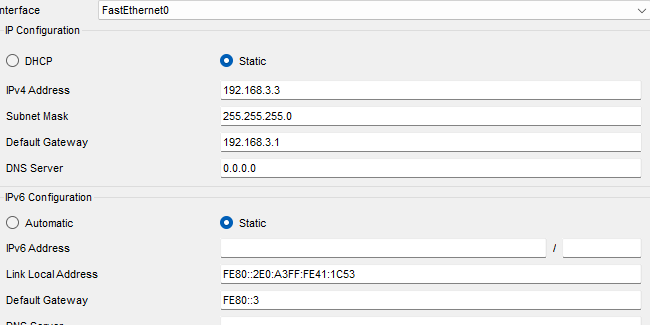 nterface FastEthernet0
IP Configuration
DHCP Static
IPv4 Address 192.168.3.3
Subnet Mask 255.255.255.0
Default Gateway 192.168.3.1
DNS Server 0.0.0.0
IPv6 Configuration
Automatic Static
IPv6 Address /
Link Local Address FE80::2E0:A3FF:FE41:1C53
Default Gateway FE80::3
DNS Server